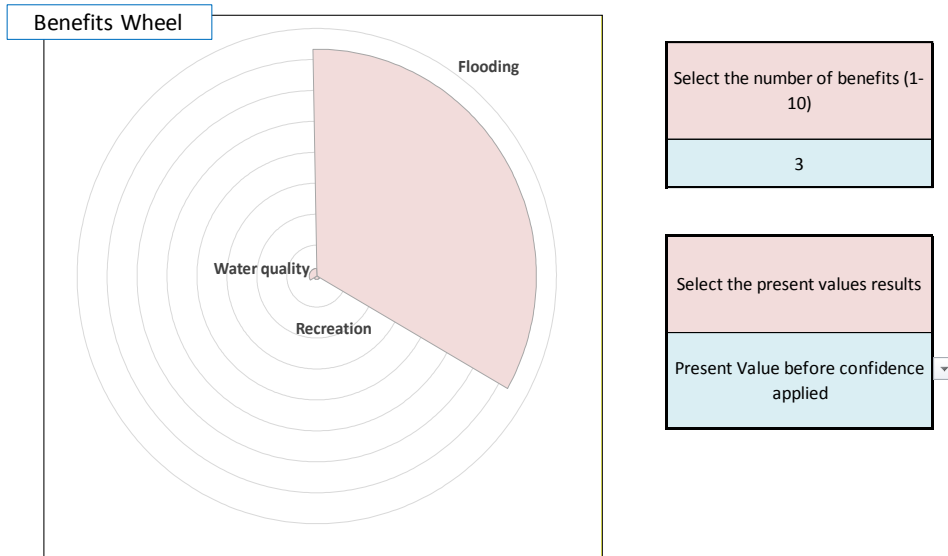 Benefits Wheel
Flooding
Water quality
Recreation
Select the number of benefits (1-
10)
3
Select the present values results
Present Value before confidence
applied